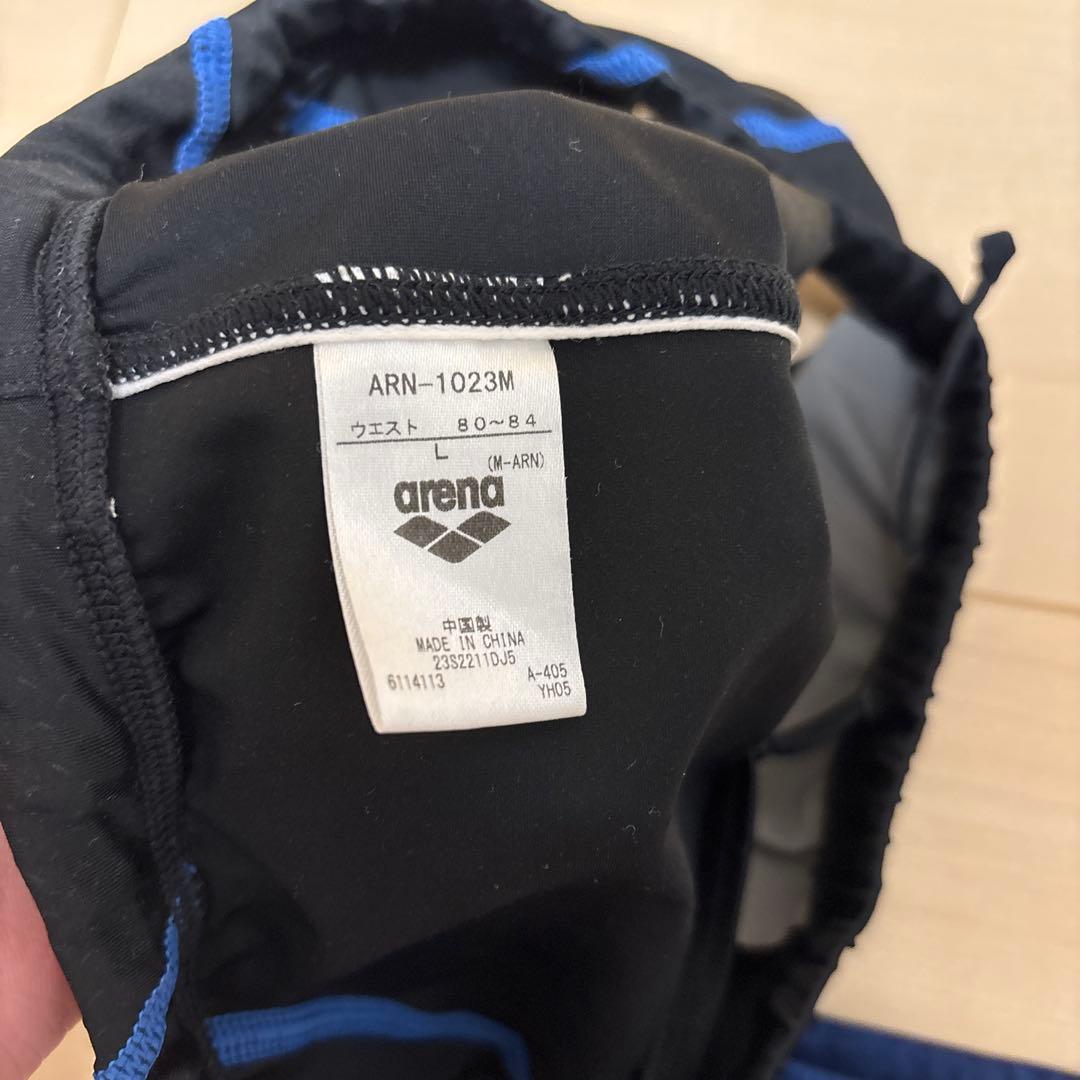 ARN-1023M
ウエスト 80~84
L
(M-ARN)
arena
中国製
MADE IN CHINA
23S2211DJ5
6114113 A-405
YH05